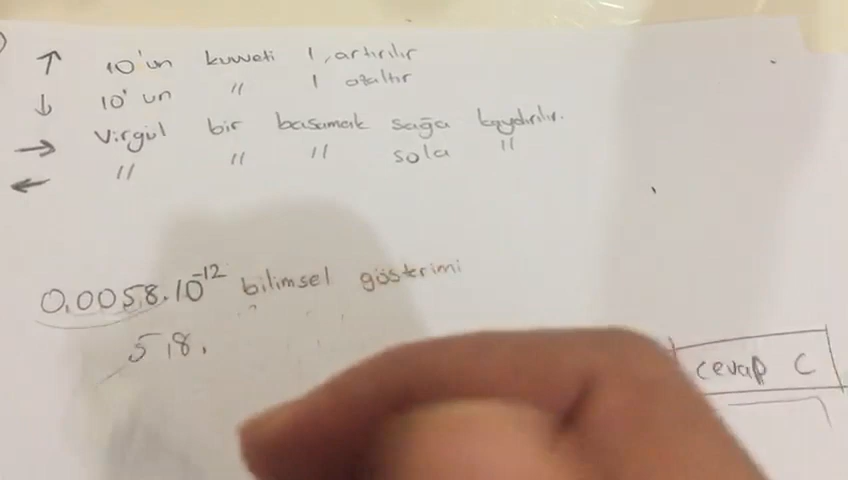 ↑ 10'un kuvveti 1, artırılır
↓ 10'un " 1 azaltır
→ Virgül bir basamak sağa kaydırılır.
← " " " sola "
0,0058.10⁻¹² bilimsel gösterimi
5,8.
cevap C